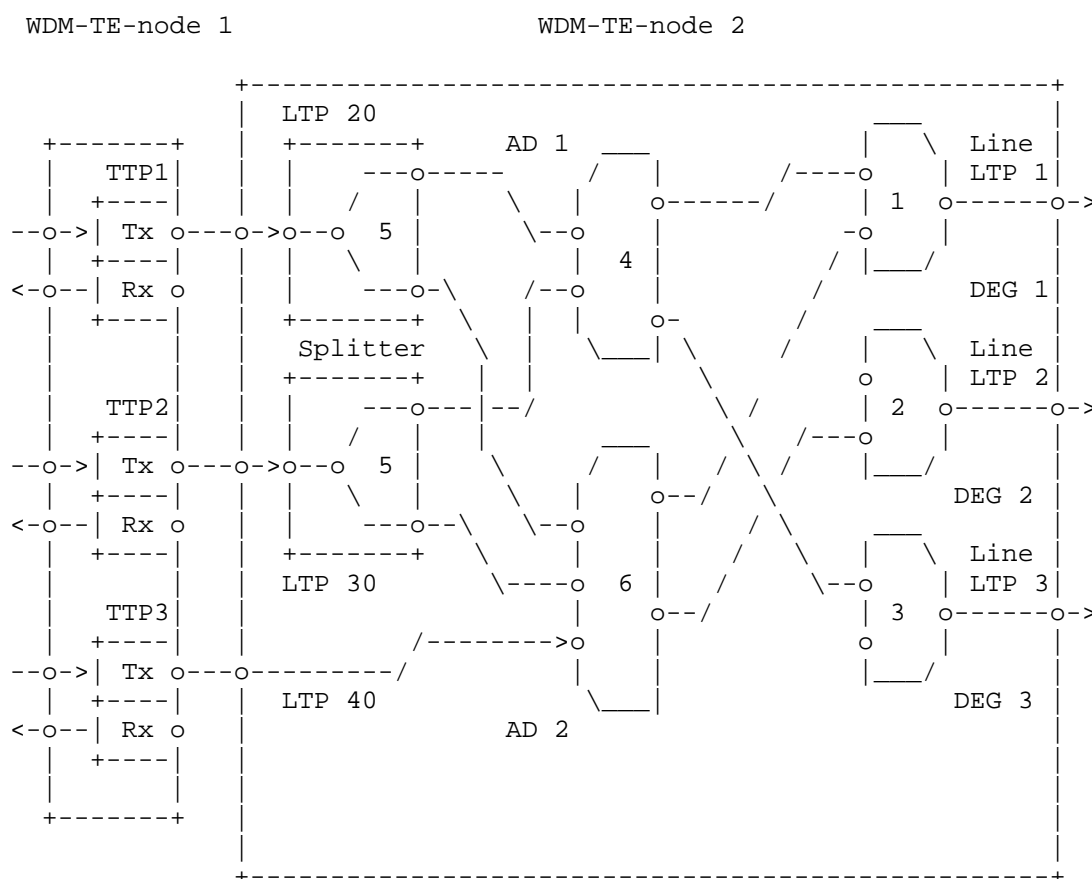 WDM-TE-node 1 WDM-TE-node 2
LTP 20
AD 1 Line
TTP1 LTP 1
1
Tx 5
4
Rx DEG 1
Splitter Line
LTP 2
TTP2 2
Tx 5
DEG 2
Rx
Line
LTP 30 6 LTP 3
TTP3 3
Tx
LTP 40 DEG 3
Rx AD 2